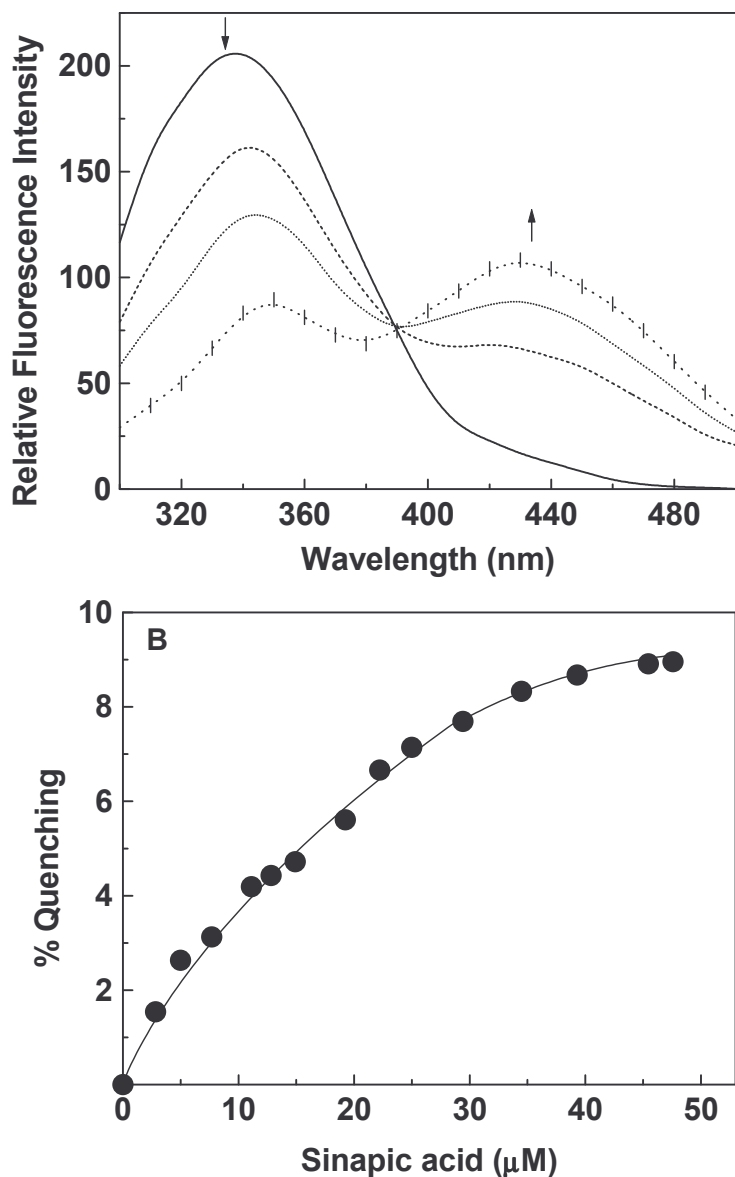 Relative Fluorescence Intensity
200
150
100
50
0
320 360 400 440 480
Wavelength (nm)
B
% Quenching
10
8
6
4
2
0 10 20 30 40 50
Sinapic acid (μM)